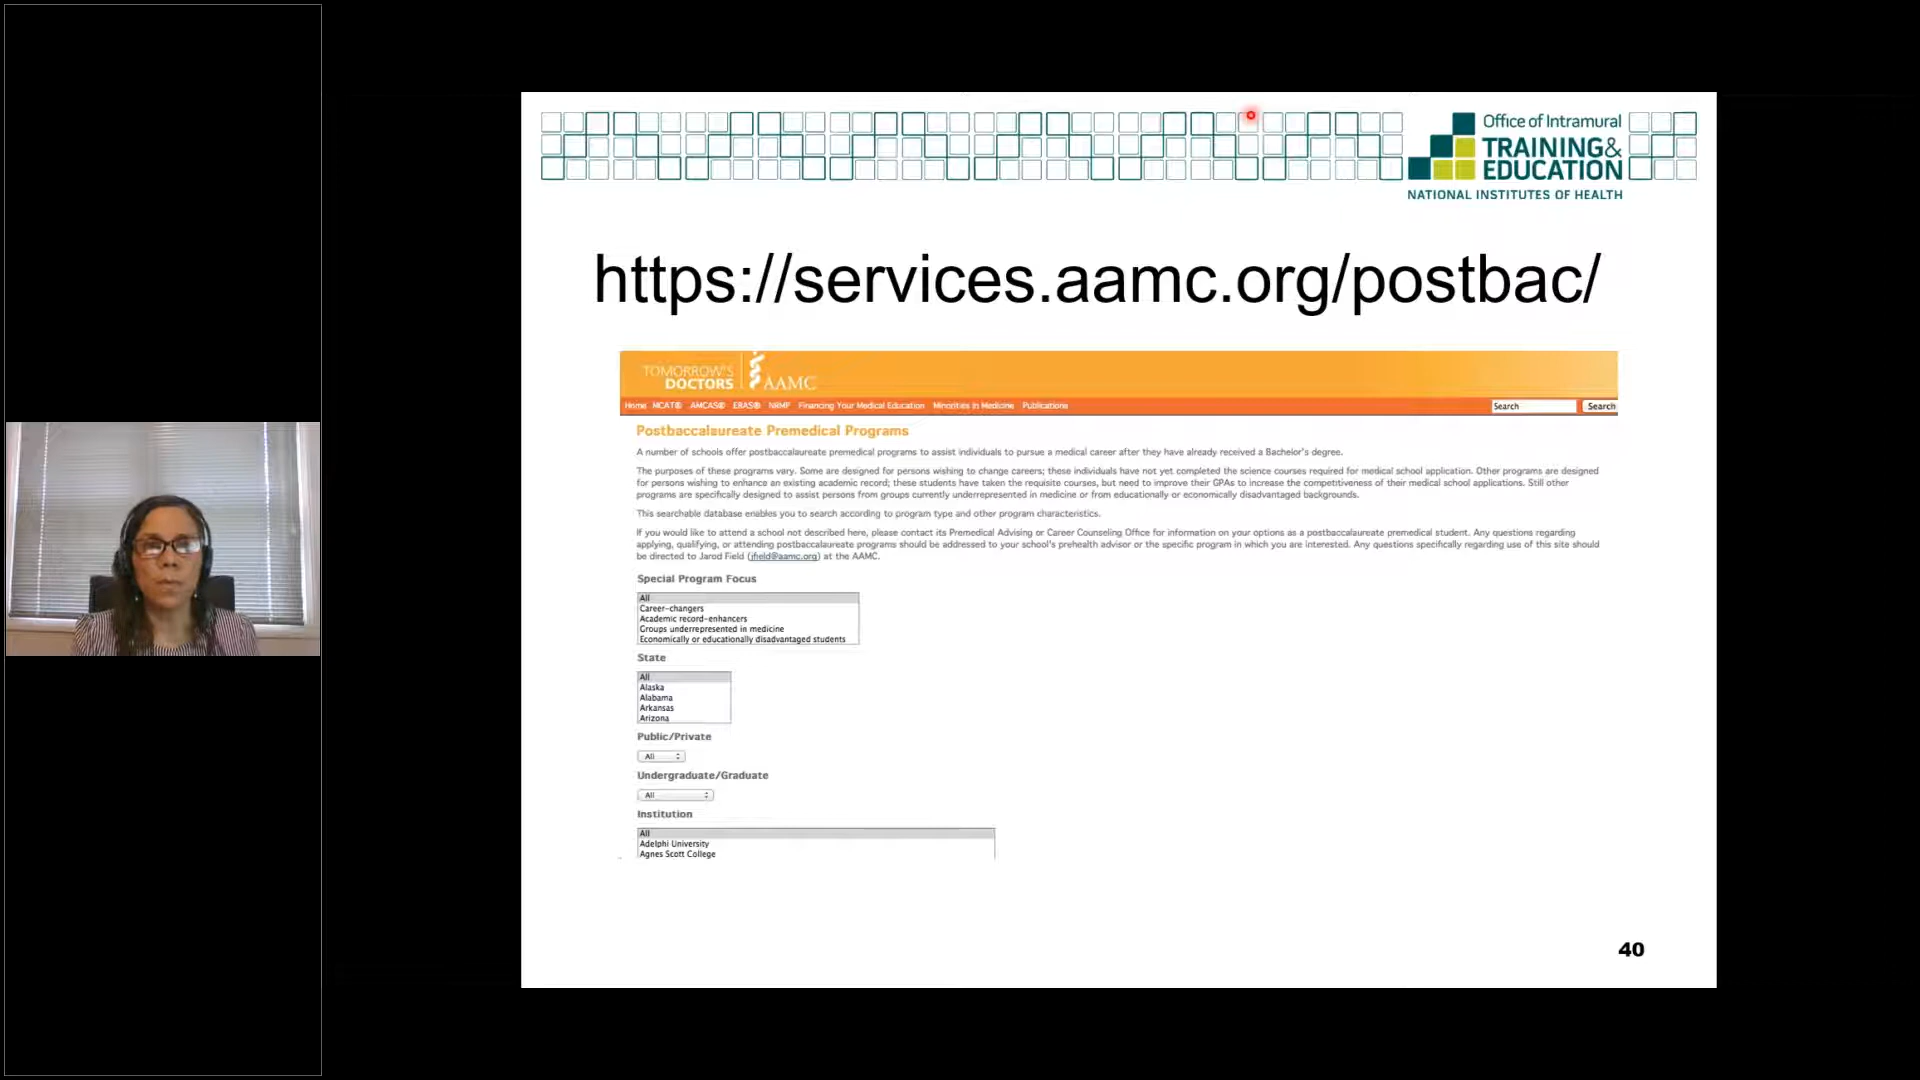 Office of Intramural
TRAINING&
EDUCATION
NATIONAL INSTITUTES OF HEALTH
https://services.aamc.org/postbac/
TOMORROW'S
DOCTORS
AAMC
Home MCAT® AMCAS® ERAS® NRMP Financing Your Medical Education Minorities in Medicine Publications
Search Search
Postbaccalaureate Premedical Programs
A number of schools offer postbaccalaureate premedical programs to assist individuals to pursue a medical career after they have already received a Bachelor's degree.
The purposes of these programs vary. Some are designed for persons wishing to change careers; these individuals have not yet completed the science courses required for medical school application. Other programs are designed
for persons wishing to enhance an existing academic record; these students have taken the requisite courses, but need to improve their GPAs to increase the competitiveness of their medical school applications. Still other
programs are specifically designed to assist persons from groups currently underrepresented in medicine or from educationally or economically disadvantaged backgrounds.
This searchable database enables you to search according to program type and other program characteristics.
If you would like to attend a school not described here, please contact its Premedical Advising or Career Counseling Office for information on your options as a postbaccalaureate premedical student. Any questions regarding
applying, qualifying, or attending postbaccalaureate programs should be addressed to your school's prehealth advisor or the specific program in which you are interested. Any questions specifically regarding use of this site should
be directed to Jarod Field (jfield@aamc.org) at the AAMC.
Special Program Focus
All
Career-changers
Academic record-enhancers
Groups underrepresented in medicine
Economically or educationally disadvantaged students
State
All
Alaska
Alabama
Arkansas
Arizona
Public/Private
All
Undergraduate/Graduate
All
Institution
All
Adelphi University
Agnes Scott College
40